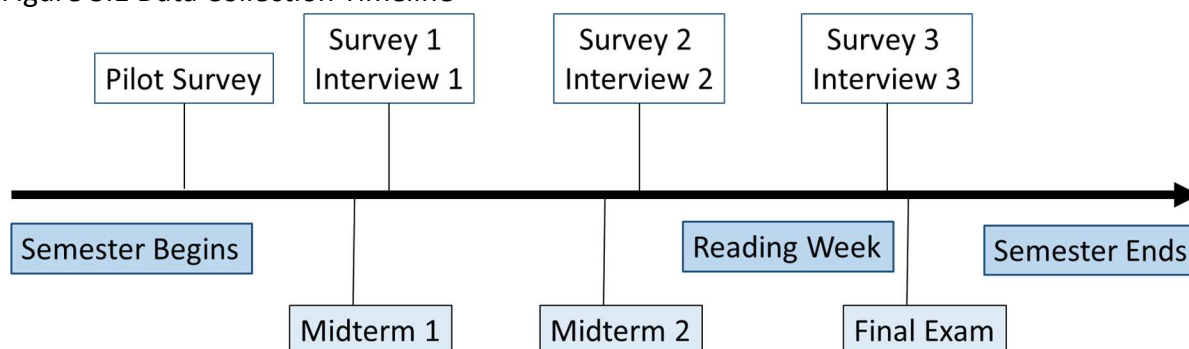 Survey 1
Interview 1
Survey 2
Interview 2
Survey 3
Interview 3
Pilot Survey
Semester Begins
Reading Week
Semester Ends
Midterm 1
Midterm 2
Final Exam